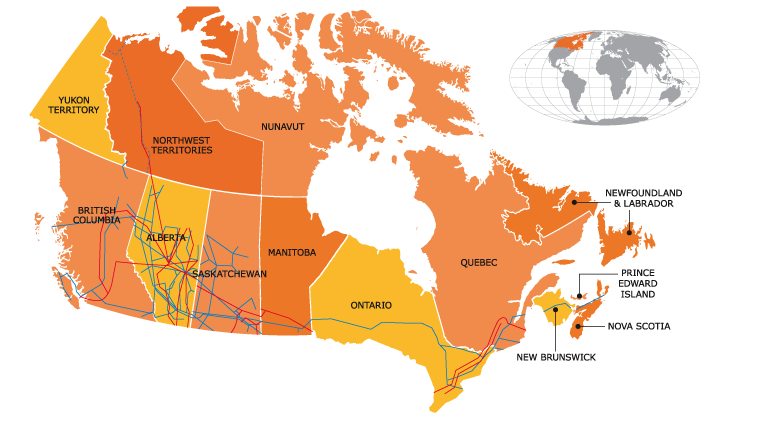 YUKON
TERRITORY
NORTHWEST
TERRITORIES
NUNAVUT
BRITISH
COLUMBIA
ALBERTA
SASKATCHEWAN
MANITOBA
ONTARIO
QUEBEC
NEWFOUNDLAND
& LABRADOR
PRINCE
EDWARD
ISLAND
NOVA SCOTIA
NEW BRUNSWICK